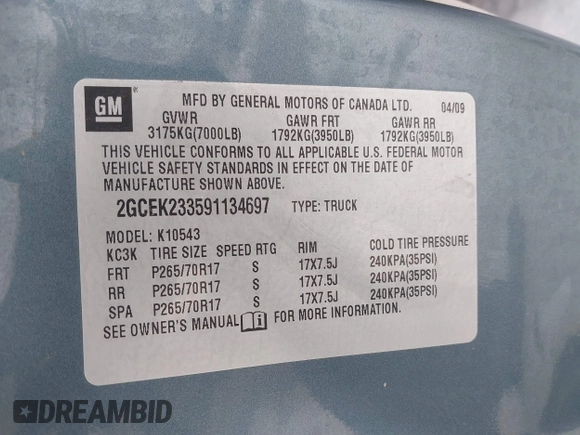 GM
MFD BY GENERAL MOTORS OF CANADA LTD. 04/09
GVWR GAWR FRT GAWR RR
3175KG(7000LB) 1792KG(3950LB) 1792KG(3950LB)
THIS VEHICLE CONFORMS TO ALL APPLICABLE U.S. FEDERAL MOTOR
VEHICLE SAFETY STANDARDS IN EFFECT ON THE DATE OF
MANUFACTURE SHOWN ABOVE.
2GCEK233591134697 TYPE: TRUCK
MODEL: K10543
KC3K TIRE SIZE SPEED RTG RIM COLD TIRE PRESSURE
FRT P265/70R17 S 17X7.5J 240KPA(35PSI)
RR P265/70R17 S 17X7.5J 240KPA(35PSI)
SPA P265/70R17 S 17X7.5J 240KPA(35PSI)
SEE OWNER'S MANUAL FOR MORE INFORMATION.
DREAMBID